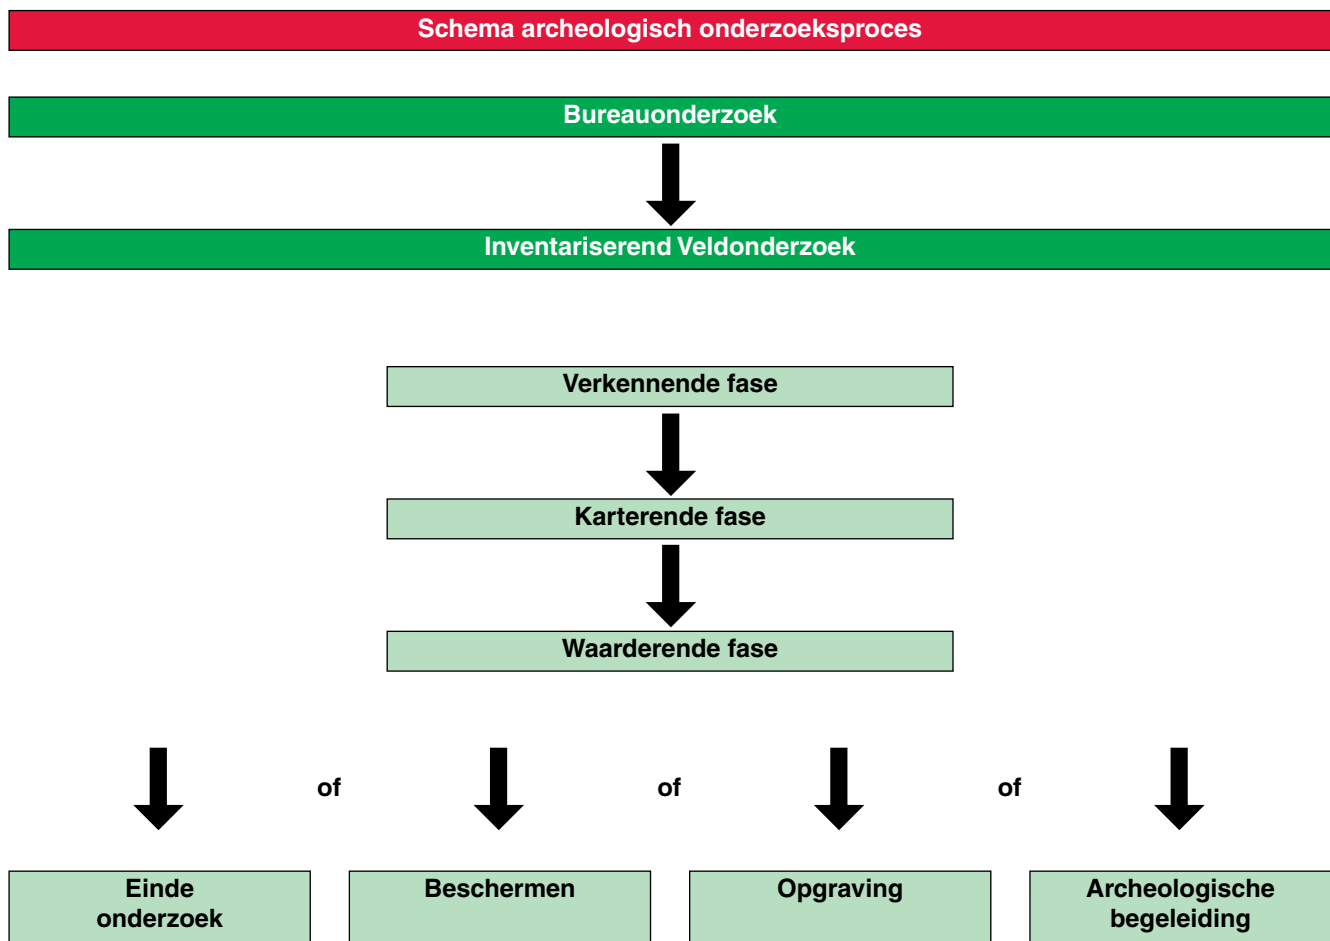 Schema archeologisch onderzoeksproces
Bureauonderzoek
Inventariserend Veldonderzoek
Verkennende fase
Karterende fase
Waarderende fase
of
of
of
Einde
onderzoek
Beschermen
Opgraving
Archeologische
begeleiding